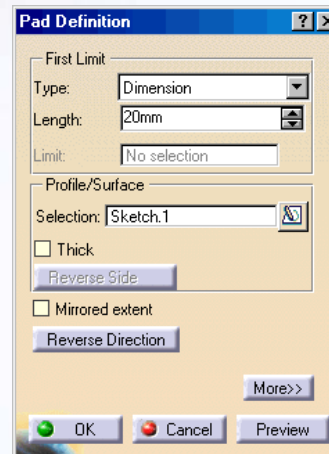 Pad Definition
First Limit
Type: Dimension
Length: 20mm
Limit: No selection
Profile/Surface
Selection: Sketch.1
Thick
Reverse Side
Mirrored extent
Reverse Direction
More>>
OK Cancel Preview